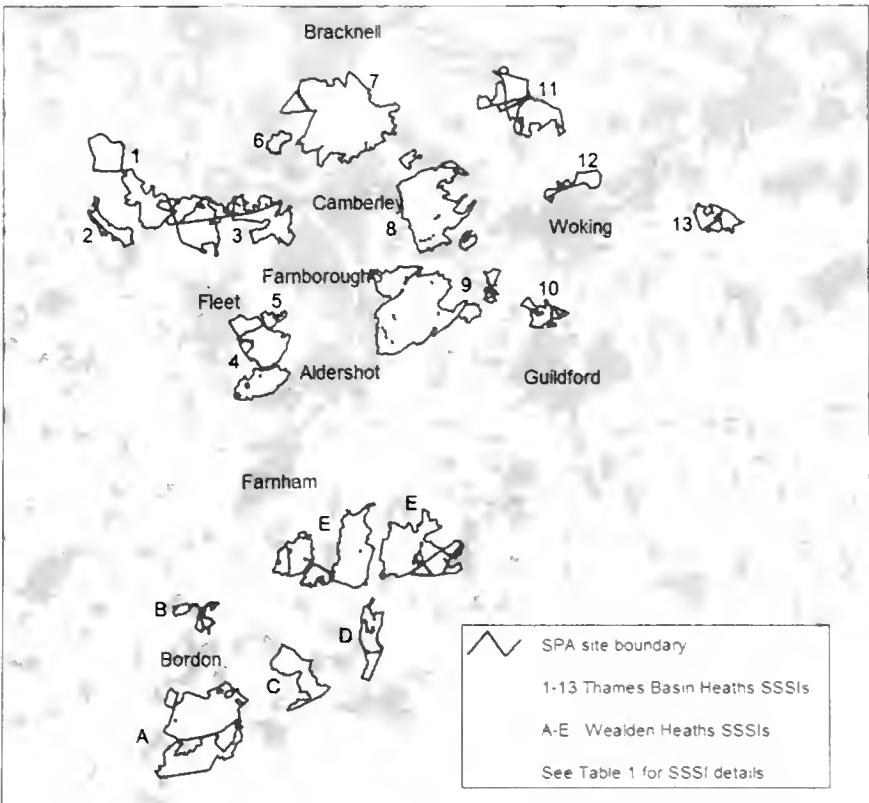 Bracknell
7
11
6
1
12
Camberley
2
3
8
Woking
13
Farnborough
9
Fleet
5
10
4
Aldershot
Guildford
Farnham
E
E
B
D
Bordon
C
A
SPA site boundary
1-13 Thames Basin Heaths SSSIs
A-E Wealden Heaths SSSIs
See Table 1 for SSSI details